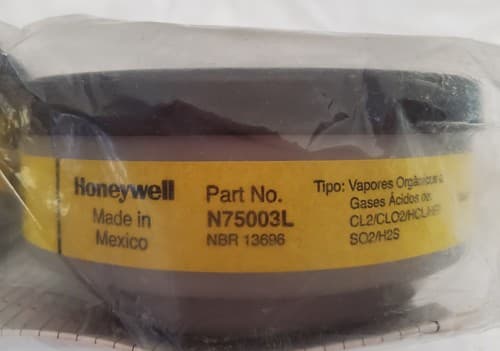 Honeywell
Made in
Mexico
Part No.
N75003L
NBR 13696
Tipo: Vapores Orgânicos
Gases Ácidos de:
CL2/CLO2/HCL/HF/
SO2/H2S